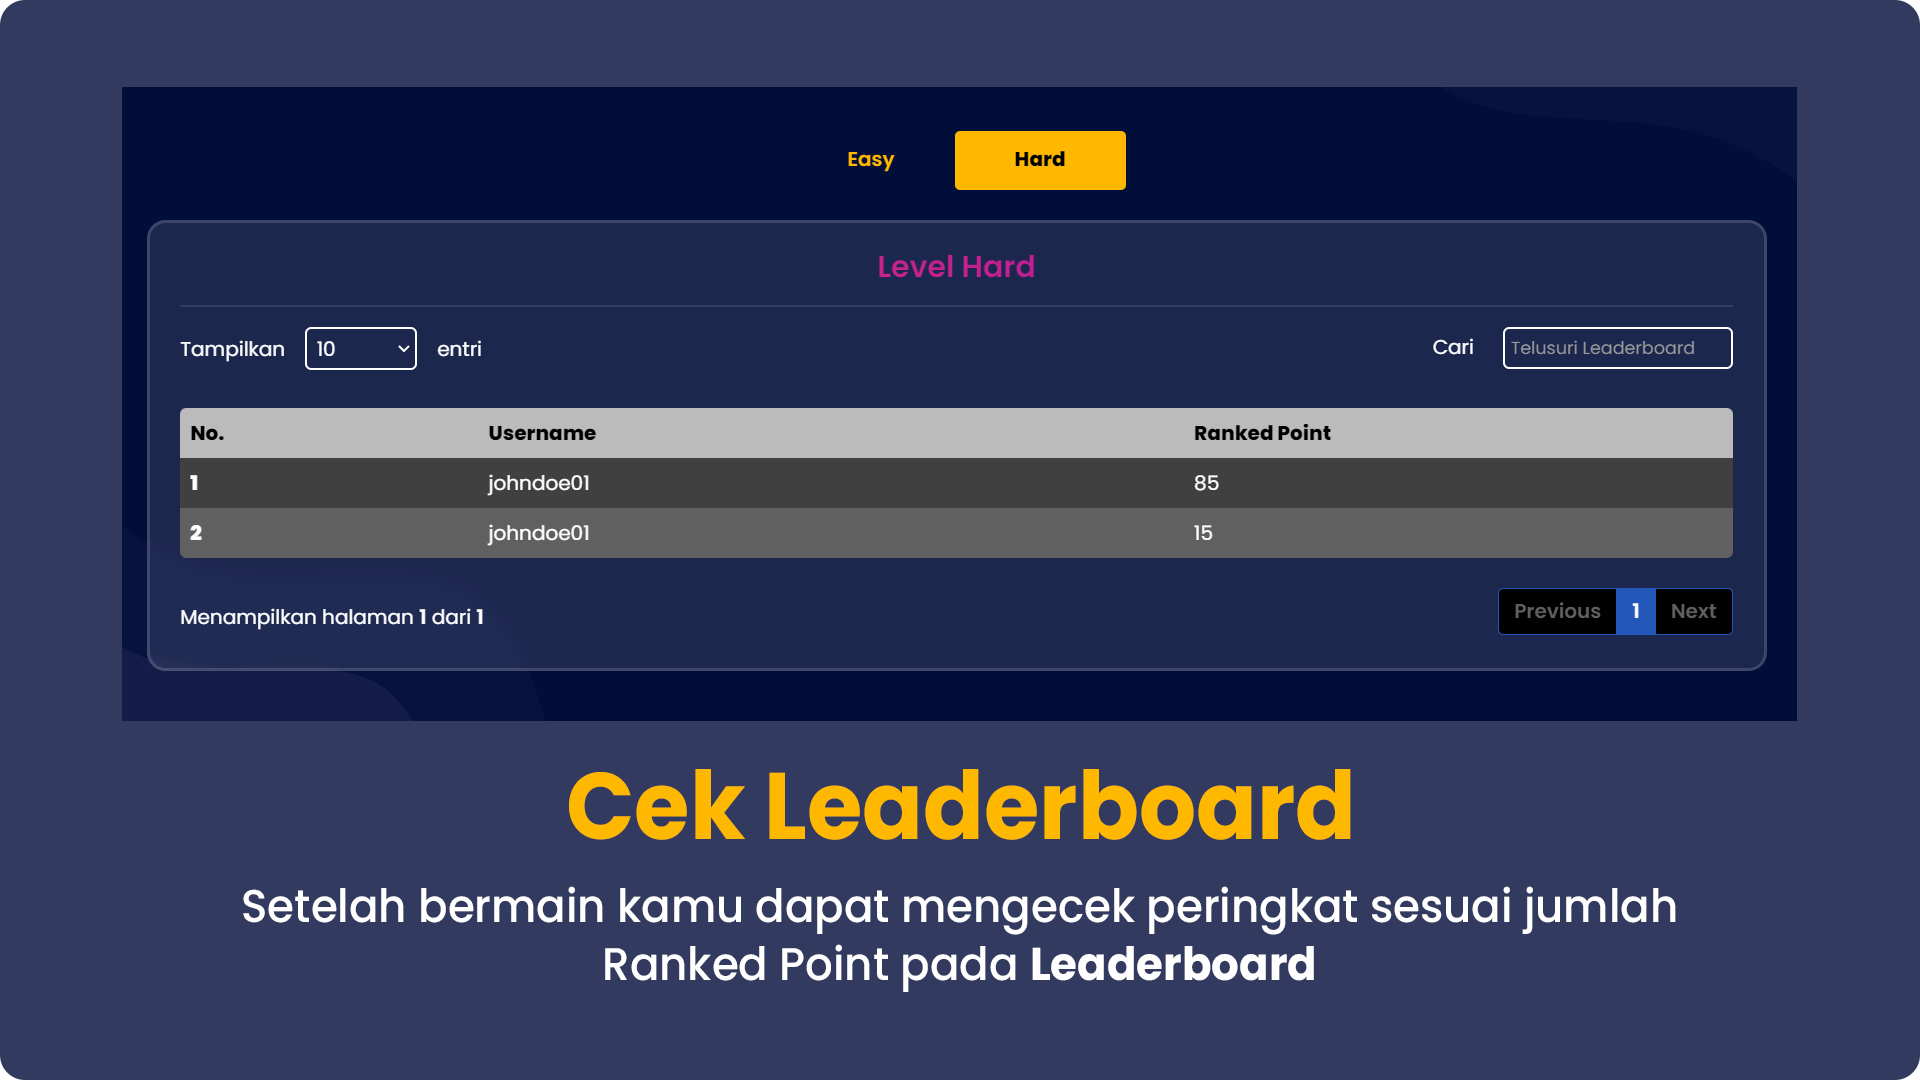 Easy Hard
Level Hard
Tampilkan 10 entri Cari Telusuri Leaderboard
No. Username Ranked Point
1 johndoe01 85
2 johndoe01 15
Menampilkan halaman 1 dari 1 Previous 1 Next
Cek Leaderboard
Setelah bermain kamu dapat mengecek peringkat sesuai jumlah
Ranked Point pada Leaderboard